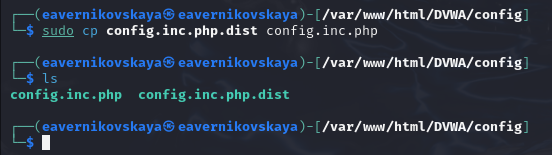 ┌──(eavernikovskaya㉿eavernikovskaya)-[/var/www/html/DVWA/config]
└─$ sudo cp config.inc.php.dist config.inc.php
┌──(eavernikovskaya㉿eavernikovskaya)-[/var/www/html/DVWA/config]
└─$ ls
config.inc.php  config.inc.php.dist
┌──(eavernikovskaya㉿eavernikovskaya)-[/var/www/html/DVWA/config]
└─$